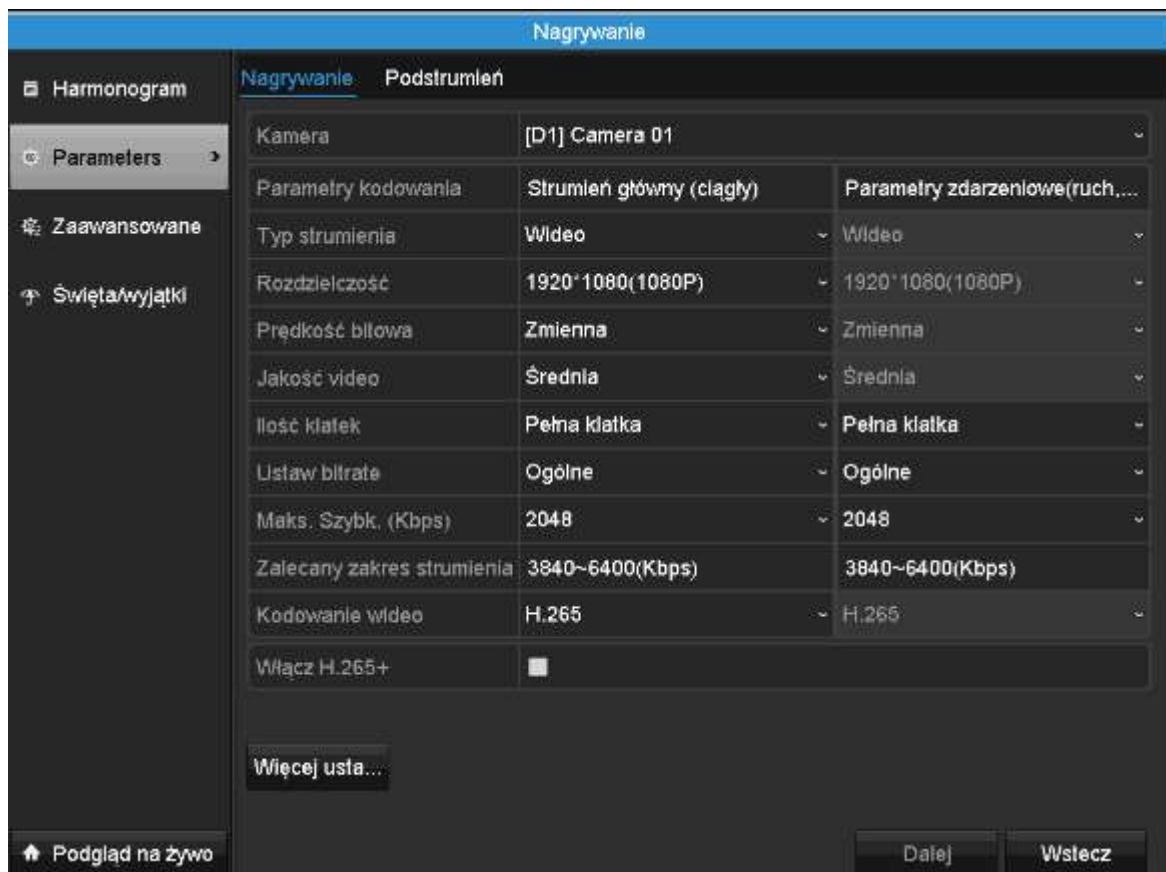 Nagrywanie
Harmonogram
Parameters
Zaawansowane
Święta/wyjątki
Podgląd na żywo
Nagrywanie Podstrumień
Kamera [D1] Camera 01
Parametry kodowania Strumień główny (ciągły) Parametry zdarzeniowe(ruch,...
Typ strumienia Wideo Wideo
Rozdzielczość 1920*1080(1080P) 1920*1080(1080P)
Prędkość bitowa Zmienna Zmienna
Jakość video Średnia Średnia
Ilość klatek Pełna klatka Pełna klatka
Ustaw bitrate Ogólne Ogólne
Maks. Szybk. (Kbps) 2048 2048
Zalecany zakres strumienia 3840~6400(Kbps) 3840~6400(Kbps)
Kodowanie wideo H.265 H.265
Włącz H.265+
Więcej usta...
Dalej Wstecz